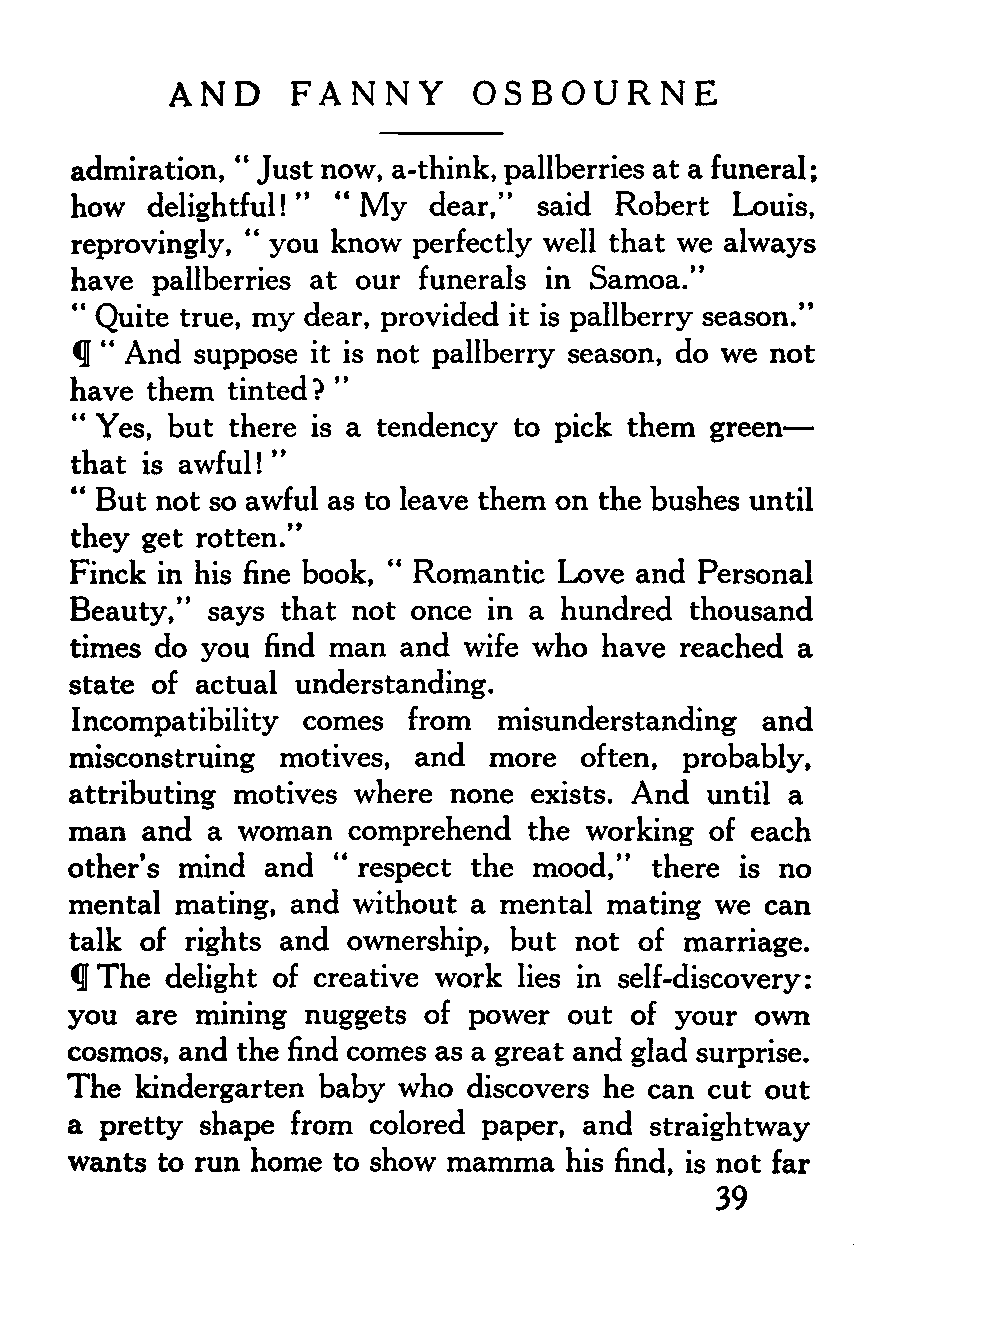 AND FANNY OSBOURNE
admiration, “ Just now, a-think, pallberries at a funeral;
how delightful! ” “ My dear,” said Robert Louis,
reprovingly, “ you know perfectly well that we always
have pallberries at our funerals in Samoa.”
“ Quite true, my dear, provided it is pallberry season.”
¶ “ And suppose it is not pallberry season, do we not
have them tinted? ”
“ Yes, but there is a tendency to pick them green—
that is awful! ”
“ But not so awful as to leave them on the bushes until
they get rotten.”
Finck in his fine book, “ Romantic Love and Personal
Beauty,” says that not once in a hundred thousand
times do you find man and wife who have reached a
state of actual understanding.
Incompatibility comes from misunderstanding and
misconstruing motives, and more often, probably,
attributing motives where none exists. And until a
man and a woman comprehend the working of each
other’s mind and “ respect the mood,” there is no
mental mating, and without a mental mating we can
talk of rights and ownership, but not of marriage.
¶ The delight of creative work lies in self-discovery:
you are mining nuggets of power out of your own
cosmos, and the find comes as a great and glad surprise.
The kindergarten baby who discovers he can cut out
a pretty shape from colored paper, and straightway
wants to run home to show mamma his find, is not far
39